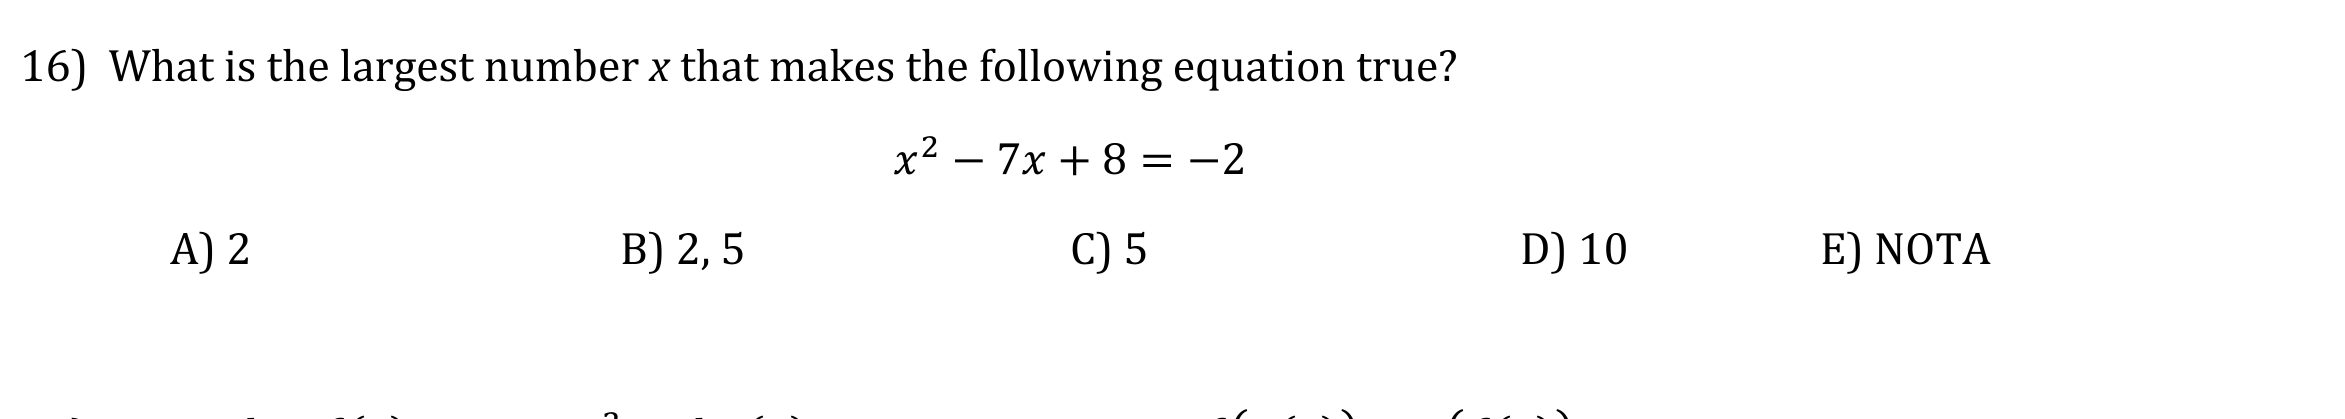 16) What is the largest number x that makes the following equation true?
x² − 7x + 8 = −2
A) 2 B) 2, 5 C) 5 D) 10 E) NOTA